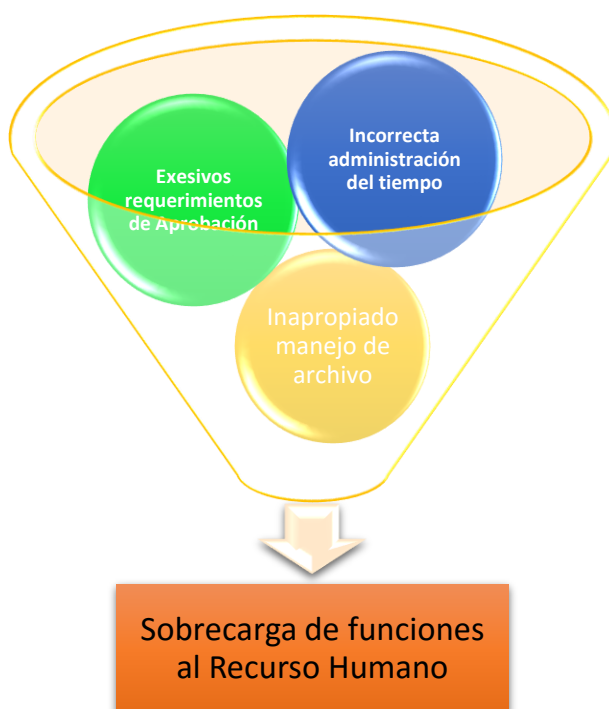 Exesivos
requerimientos
de Aprobación
Incorrecta
administración
del tiempo
Inapropiado
manejo de
archivo
Sobrecarga de funciones
al Recurso Humano